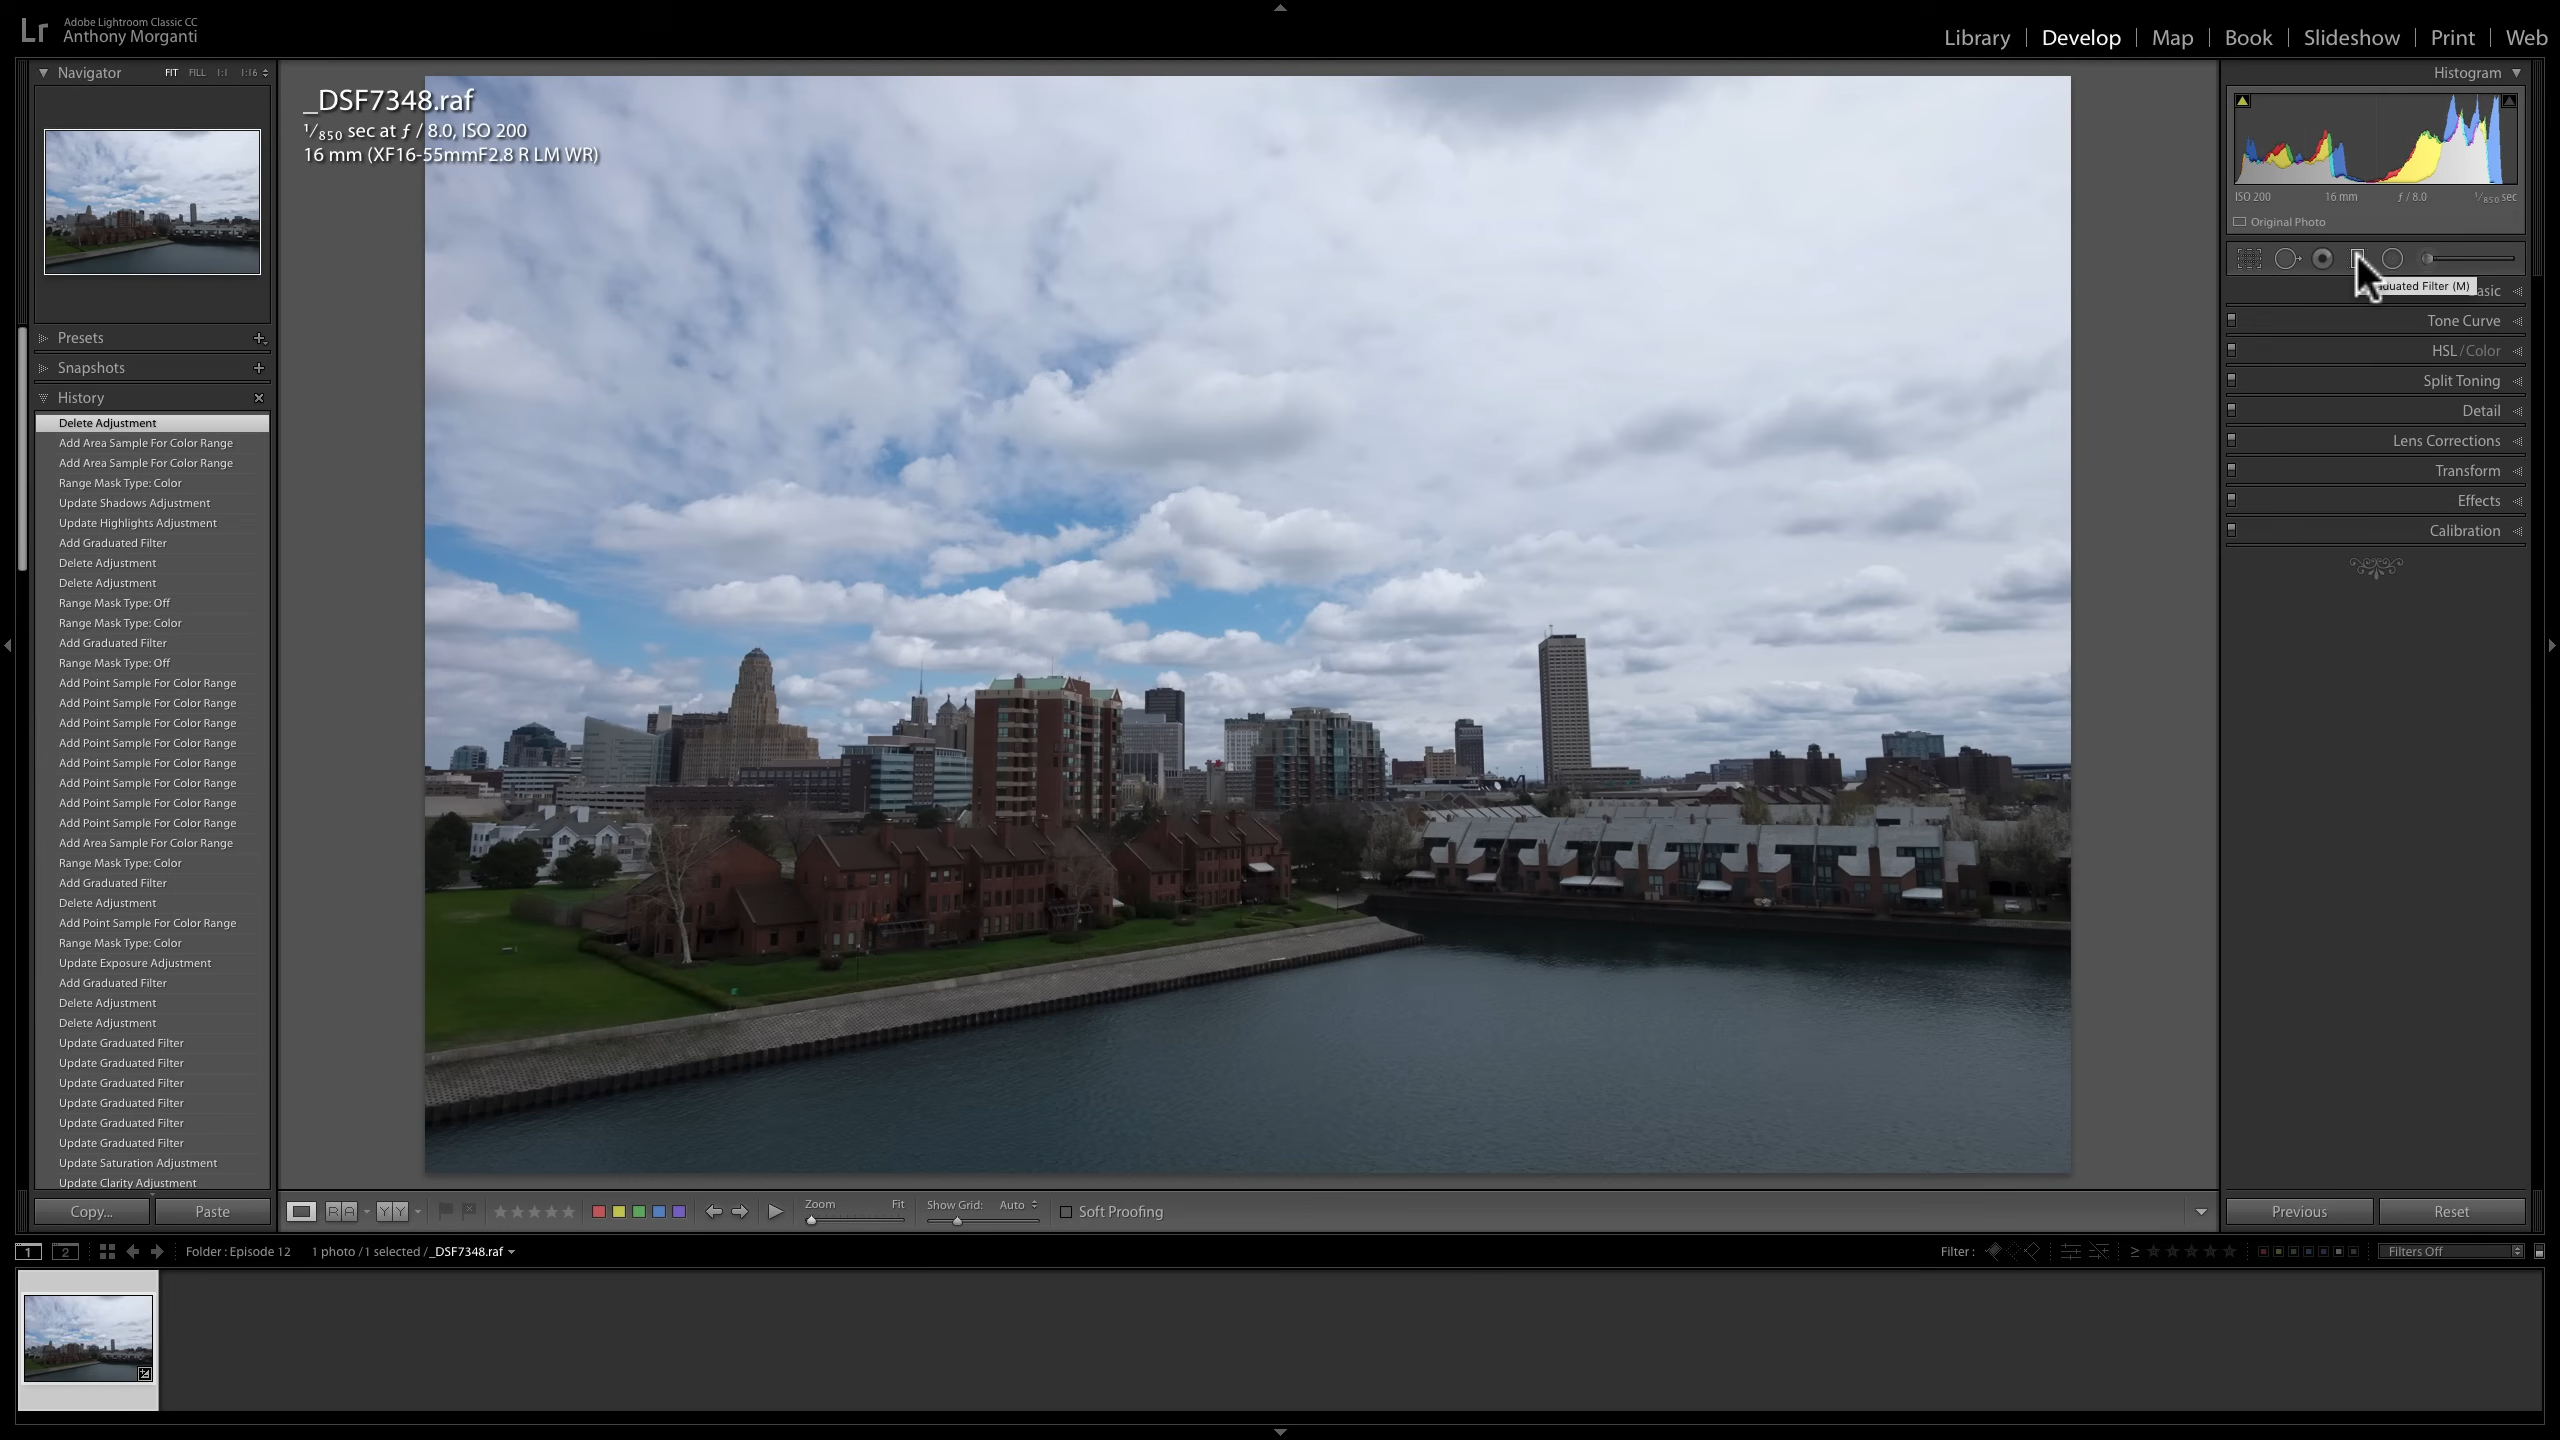 Lr
Adobe Lightroom Classic CC
Anthony Morganti
Library | Develop | Map | Book | Slideshow | Print | Web
Navigator FIT FILL 1:1 1:16
Presets
Snapshots
History
Delete Adjustment
Add Area Sample For Color Range
Add Area Sample For Color Range
Range Mask Type: Color
Update Shadows Adjustment
Update Highlights Adjustment
Add Graduated Filter
Delete Adjustment
Delete Adjustment
Range Mask Type: Off
Range Mask Type: Color
Add Graduated Filter
Range Mask Type: Off
Add Point Sample For Color Range
Add Point Sample For Color Range
Add Point Sample For Color Range
Add Point Sample For Color Range
Add Point Sample For Color Range
Add Point Sample For Color Range
Add Point Sample For Color Range
Add Point Sample For Color Range
Add Area Sample For Color Range
Range Mask Type: Color
Add Graduated Filter
Delete Adjustment
Add Point Sample For Color Range
Range Mask Type: Color
Update Exposure Adjustment
Add Graduated Filter
Delete Adjustment
Delete Adjustment
Update Graduated Filter
Update Graduated Filter
Update Graduated Filter
Update Graduated Filter
Update Graduated Filter
Update Graduated Filter
Update Saturation Adjustment
Update Clarity Adjustment
Copy... Paste
_DSF7348.raf
1/850 sec at ƒ / 8.0, ISO 200
16 mm (XF16-55mmF2.8 R LM WR)
Histogram
ISO 200 16 mm ƒ / 8.0 1/850 sec
Original Photo
duated Filter (M)
asic
Tone Curve
HSL / Color
Split Toning
Detail
Lens Corrections
Transform
Effects
Calibration
R A Y Y Zoom Fit Show Grid: Auto Soft Proofing
Previous Reset
1 2 Folder : Episode 12 1 photo / 1 selected / _DSF7348.raf
Filter : ≥ Filters Off